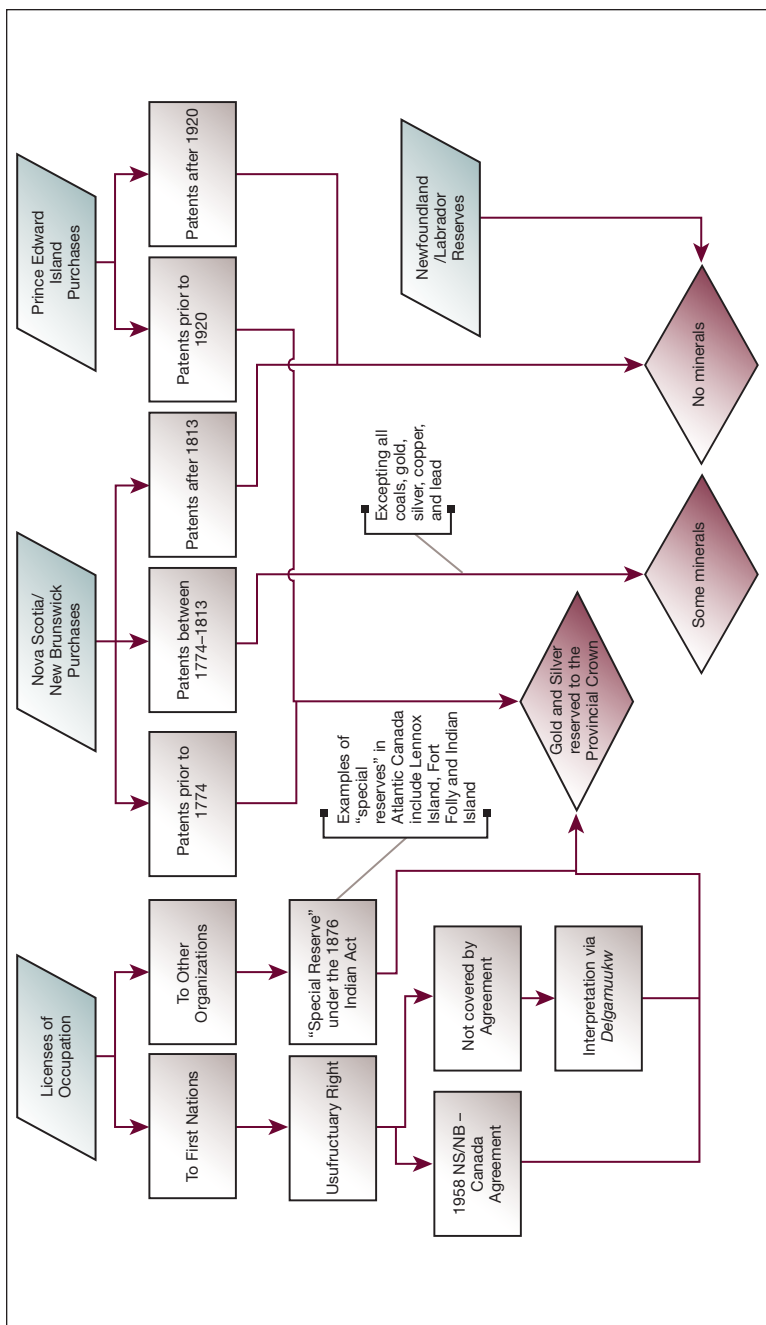 Licenses of
Occupation
Nova Scotia/
New Brunswick
Purchases
Prince Edward
Island
Purchases
To First Nations
To Other
Organizations
Patents prior to
1774
Patents between
1774–1813
Patents after 1813
Patents prior to
1920
Patents after 1920
Usufructuary Right
“Special Reserve”
under the 1876
Indian Act
Examples of
“special
reserves” in
Atlantic Canada
include Lennox
Island, Fort
Folly and Indian
Island
Excepting all
coals, gold,
silver, copper,
and lead
Newfoundland
/Labrador
Reserves
1958 NS/NB –
Canada
Agreement
Not covered by
Agreement
Interpretation via
Delgamuukw
Gold and Silver
reserved to the
Provincial Crown
Some minerals
No minerals